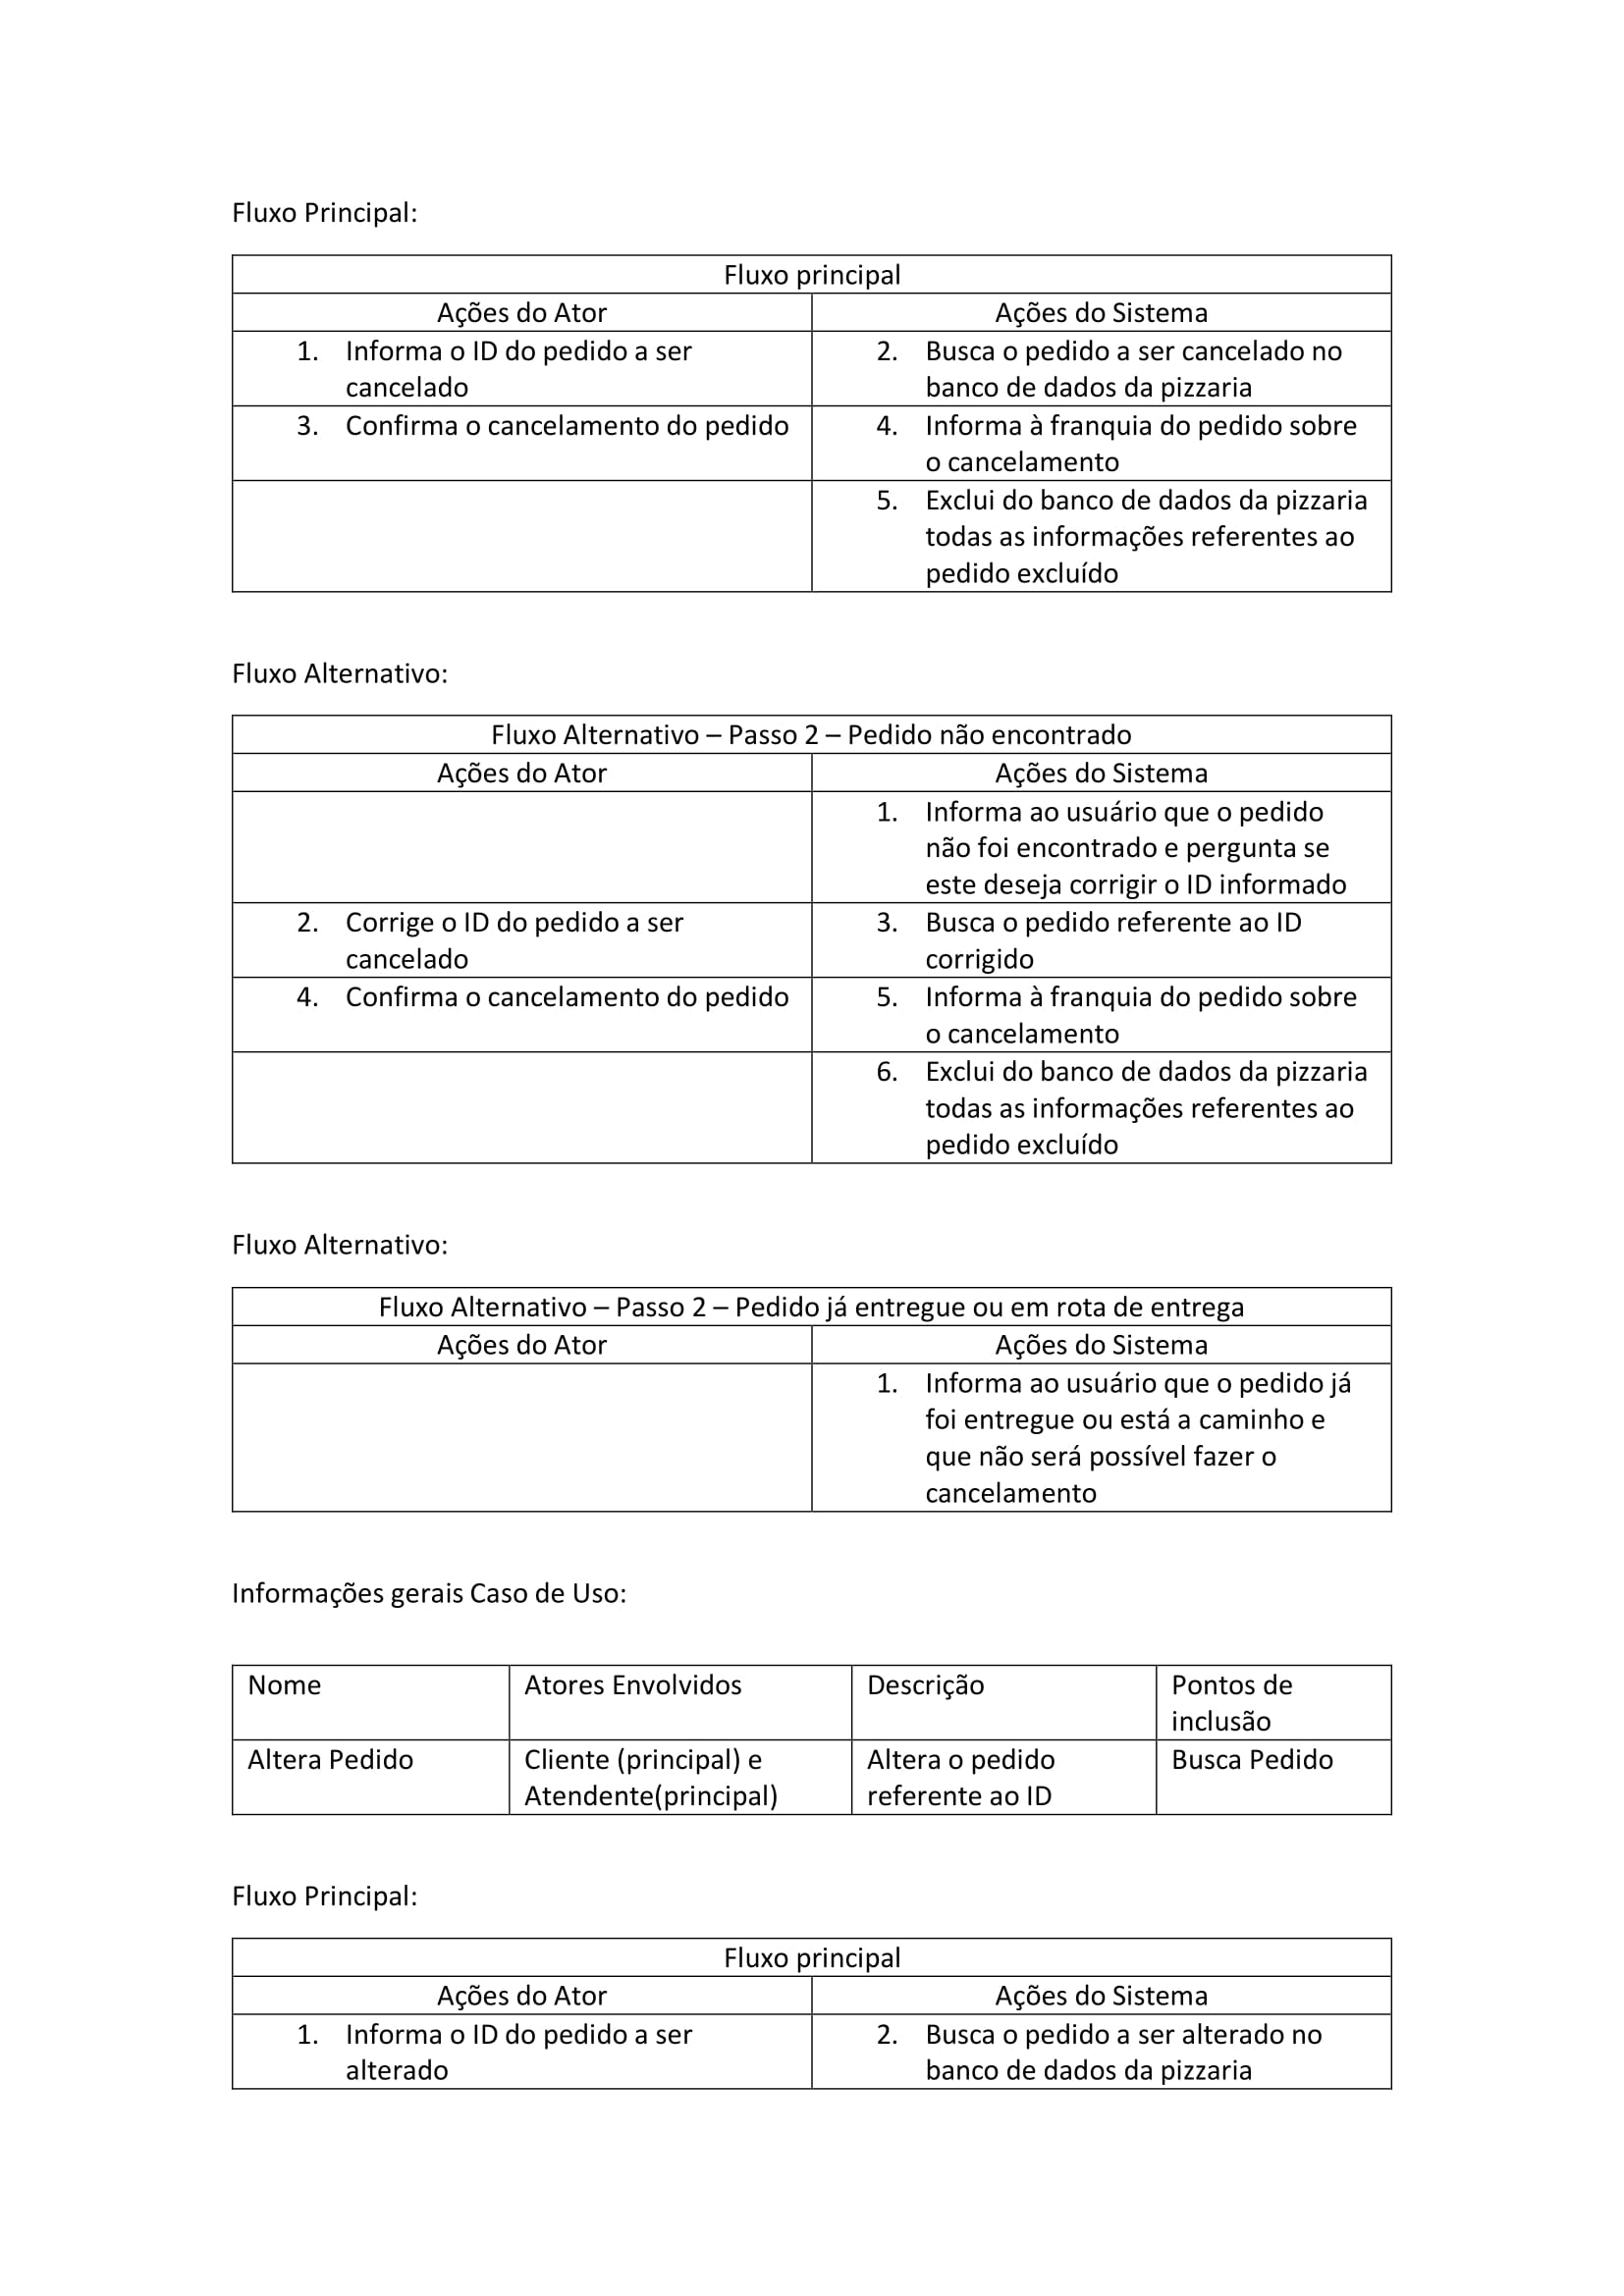 Fluxo Principal:
Fluxo principal
Ações do Ator
Ações do Sistema
1. Informa o ID do pedido a ser
cancelado
2. Busca o pedido a ser cancelado no
banco de dados da pizzaria
3. Confirma o cancelamento do pedido
4. Informa à franquia do pedido sobre
o cancelamento
5. Exclui do banco de dados da pizzaria
todas as informações referentes ao
pedido excluído
Fluxo Alternativo:
Fluxo Alternativo – Passo 2 – Pedido não encontrado
Ações do Ator
Ações do Sistema
1. Informa ao usuário que o pedido
não foi encontrado e pergunta se
este deseja corrigir o ID informado
2. Corrige o ID do pedido a ser
cancelado
3. Busca o pedido referente ao ID
corrigido
4. Confirma o cancelamento do pedido
5. Informa à franquia do pedido sobre
o cancelamento
6. Exclui do banco de dados da pizzaria
todas as informações referentes ao
pedido excluído
Fluxo Alternativo:
Fluxo Alternativo – Passo 2 – Pedido já entregue ou em rota de entrega
Ações do Ator
Ações do Sistema
1. Informa ao usuário que o pedido já
foi entregue ou está a caminho e
que não será possível fazer o
cancelamento
Informações gerais Caso de Uso:
Nome
Atores Envolvidos
Descrição
Pontos de
inclusão
Altera Pedido
Cliente (principal) e
Atendente(principal)
Altera o pedido
referente ao ID
Busca Pedido
Fluxo Principal:
Fluxo principal
Ações do Ator
Ações do Sistema
1. Informa o ID do pedido a ser
alterado
2. Busca o pedido a ser alterado no
banco de dados da pizzaria